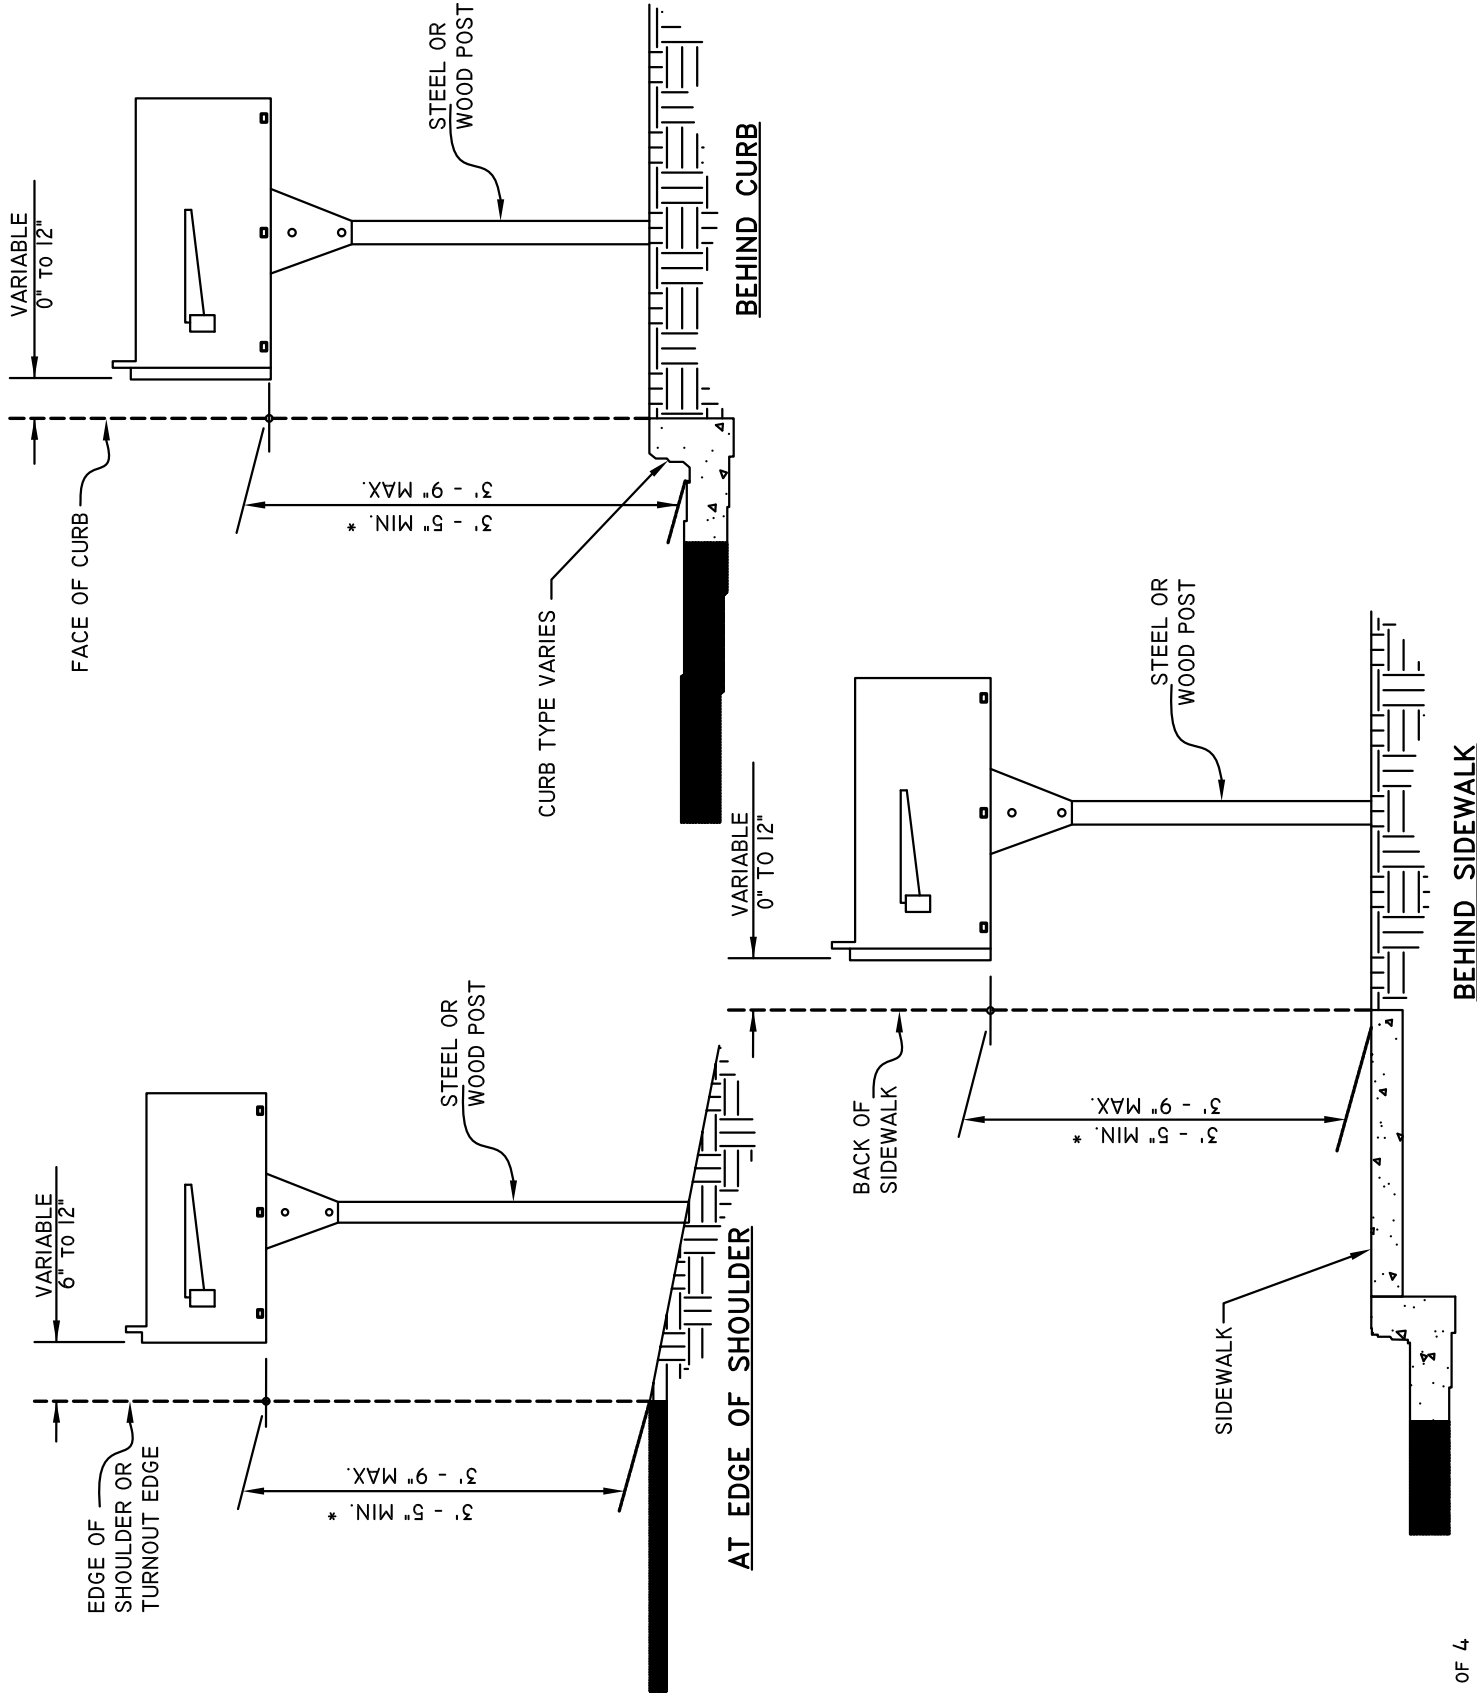 EDGE OF
SHOULDER OR
TURNOUT EDGE
VARIABLE
6" TO 12"
3' - 9" MAX.
3' - 5" MIN. *
STEEL OR
WOOD POST
AT EDGE OF SHOULDER
FACE OF CURB
VARIABLE
0" TO 12"
3' - 9" MAX.
3' - 5" MIN. *
CURB TYPE VARIES
STEEL OR
WOOD POST
BEHIND CURB
VARIABLE
0" TO 12"
BACK OF
SIDEWALK
3' - 9" MAX.
3' - 5" MIN. *
STEEL OR
WOOD POST
SIDEWALK
BEHIND SIDEWALK
OF 4